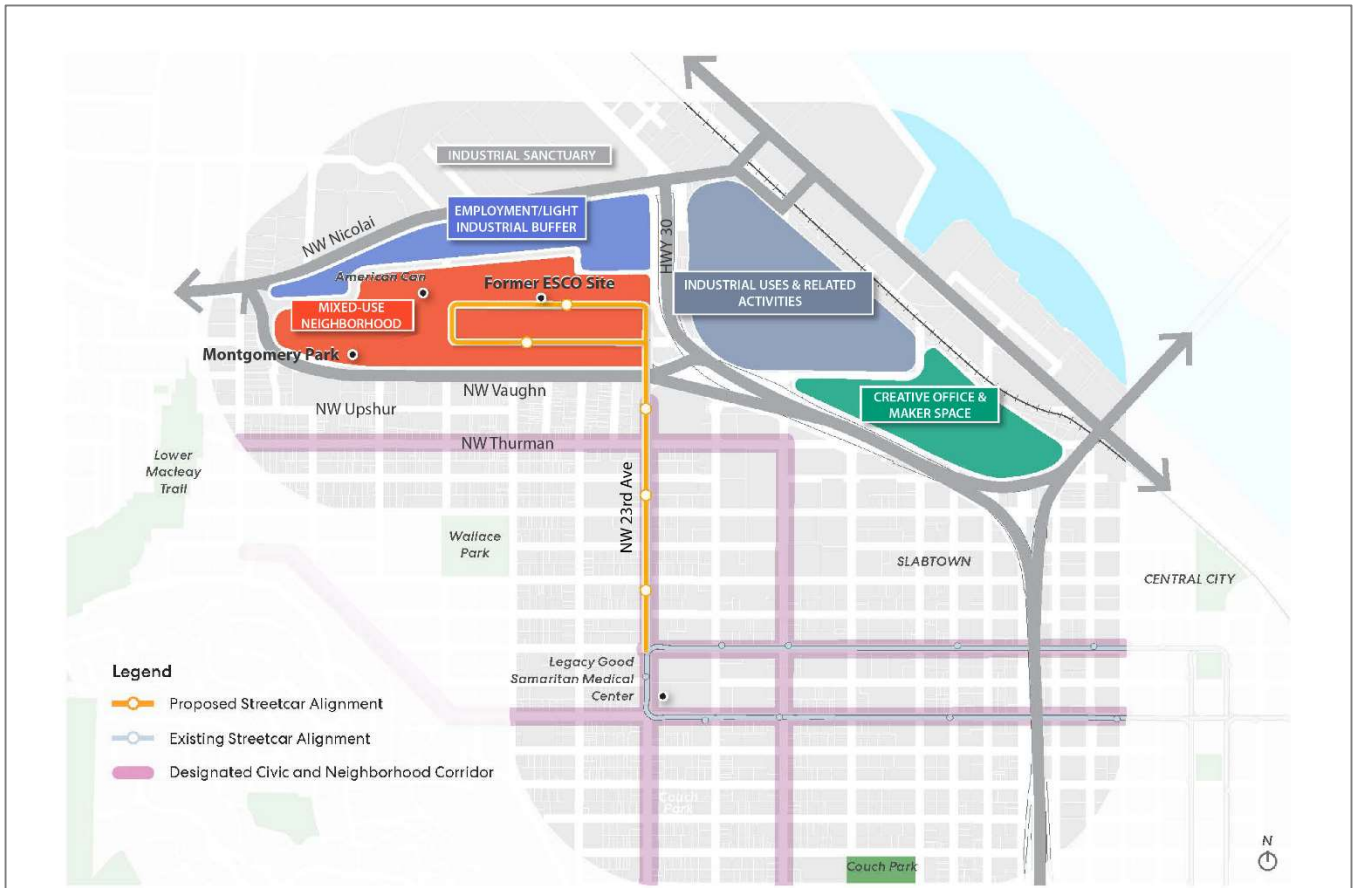 INDUSTRIAL SANCTUARY
EMPLOYMENT/LIGHT
INDUSTRIAL BUFFER
NW Nicolai
HWY 30
American Can
Former ESCO Site
INDUSTRIAL USES & RELATED
ACTIVITIES
MIXED-USE
NEIGHBORHOOD
Montgomery Park
NW Vaughn
CREATIVE OFFICE &
MAKER SPACE
NW Upshur
NW Thurman
Lower
Macleay
Trail
NW 23rd Ave
Wallace
Park
SLABTOWN
CENTRAL CITY
Legacy Good
Samaritan Medical
Center
Legend
Proposed Streetcar Alignment
Existing Streetcar Alignment
Designated Civic and Neighborhood Corridor
Couch
Park
N
Couch Park